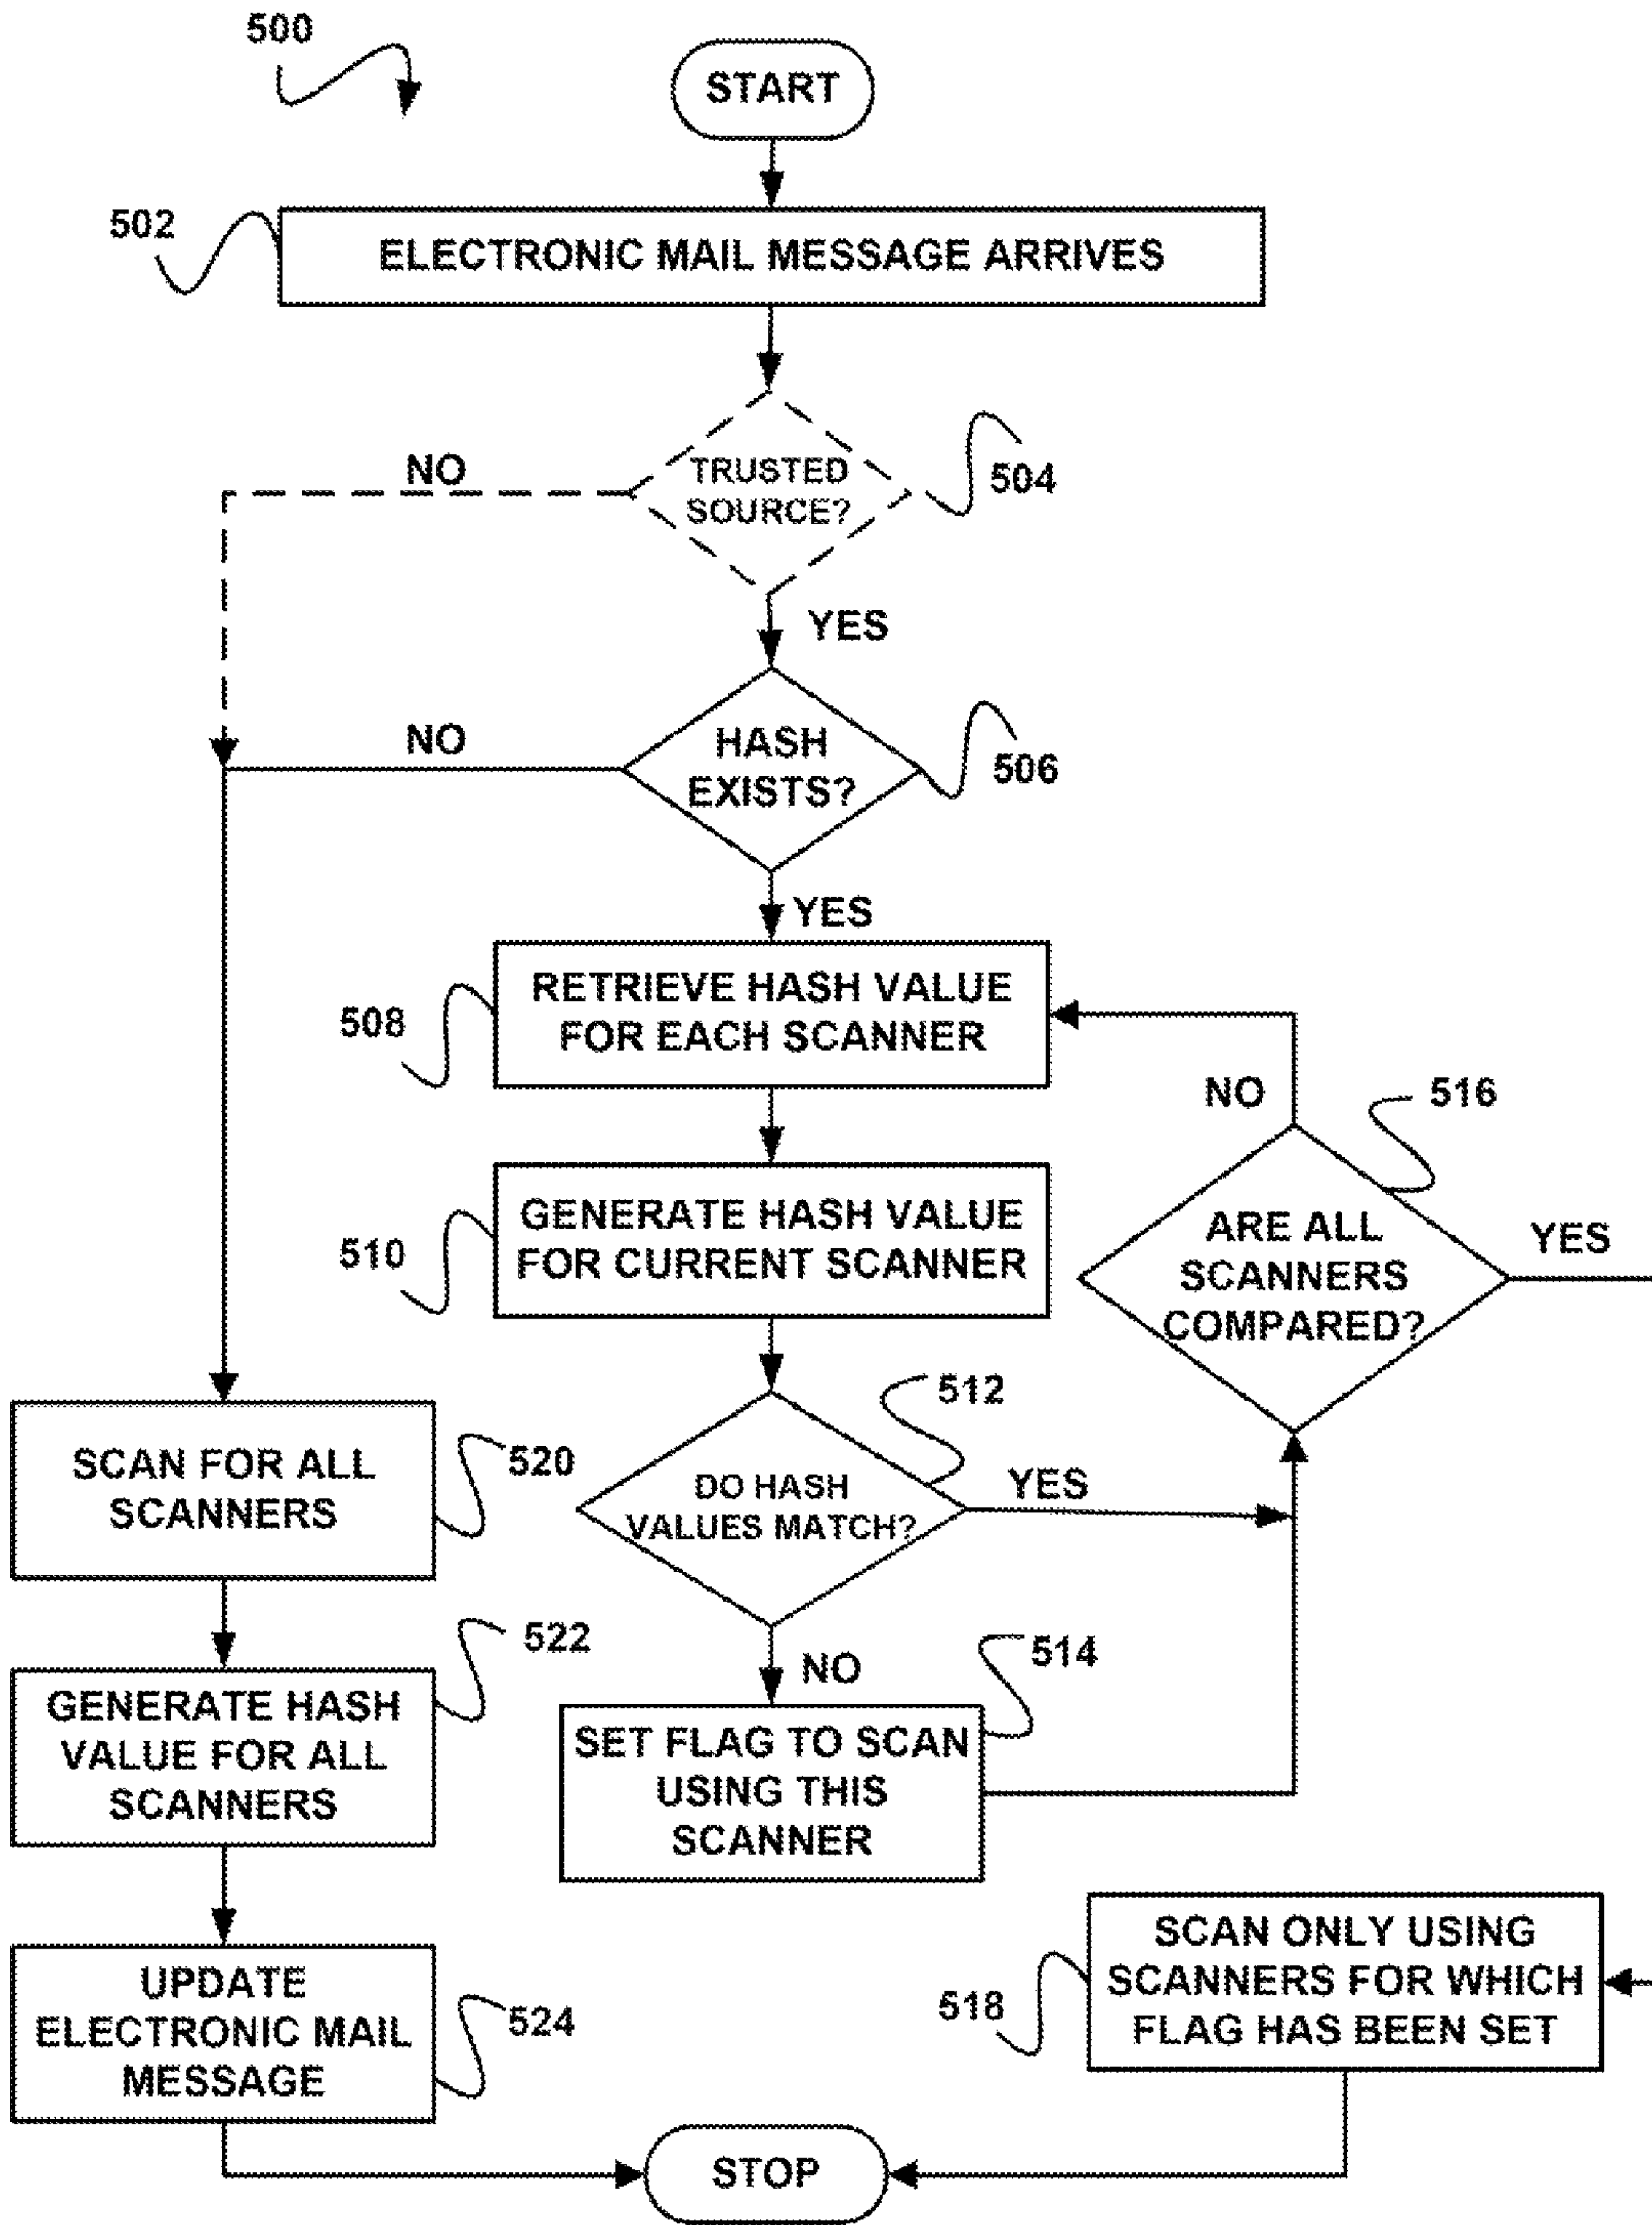 500
START
502
ELECTRONIC MAIL MESSAGE ARRIVES
NO
TRUSTED
SOURCE?
504
YES
NO
HASH
EXISTS?
506
YES
RETRIEVE HASH VALUE
FOR EACH SCANNER
508
NO
516
GENERATE HASH VALUE
FOR CURRENT SCANNER
510
ARE ALL
SCANNERS
COMPARED?
YES
512
SCAN FOR ALL
SCANNERS
520
DO HASH
VALUES MATCH?
YES
522
NO
514
GENERATE HASH
VALUE FOR ALL
SCANNERS
SET FLAG TO SCAN
USING THIS
SCANNER
UPDATE
ELECTRONIC MAIL
MESSAGE
524
518
SCAN ONLY USING
SCANNERS FOR WHICH
FLAG HAS BEEN SET
STOP